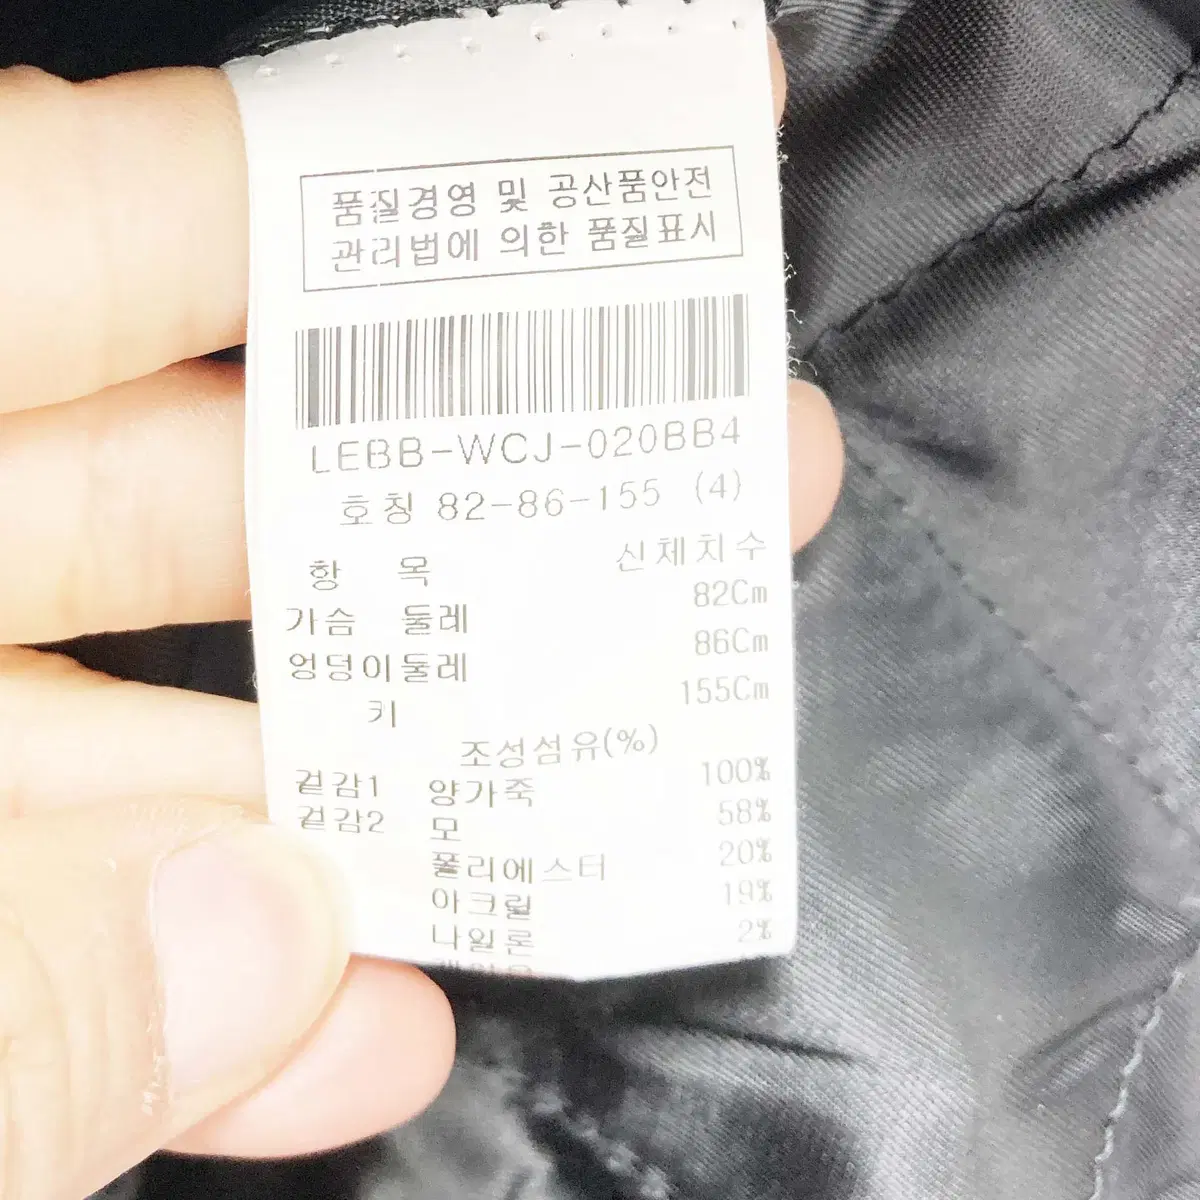 품질경영 및 공산품안전
관리법에 의한 품질표시
LEBB-WCJ-020BB4
호칭 82-86-155 (4)
항 목 신체치수
가슴 둘레 82Cm
엉덩이둘레 86Cm
키 155Cm
조성섬유(%)
겉감1 양가죽 100%
겉감2 모 58%
폴리에스터 20%
아크릴 19%
나일론 2%